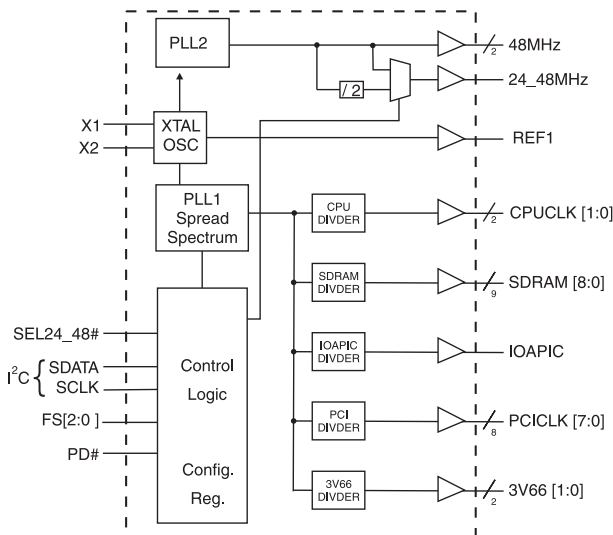 PLL2
/ 2
2
48MHz
24_48MHz
X1
X2
XTAL
OSC
REF1
PLL1
Spread
Spectrum
CPU
DIVDER
2
CPUCLK [1:0]
SDRAM
DIVDER
9
SDRAM [8:0]
IOAPIC
DIVDER
IOAPIC
PCI
DIVDER
8
PCICLK [7:0]
3V66
DIVDER
2
3V66 [1:0]
SEL24_48#
I²C { SDATA
SCLK
FS[2:0 ]
PD#
Control
Logic
Config.
Reg.